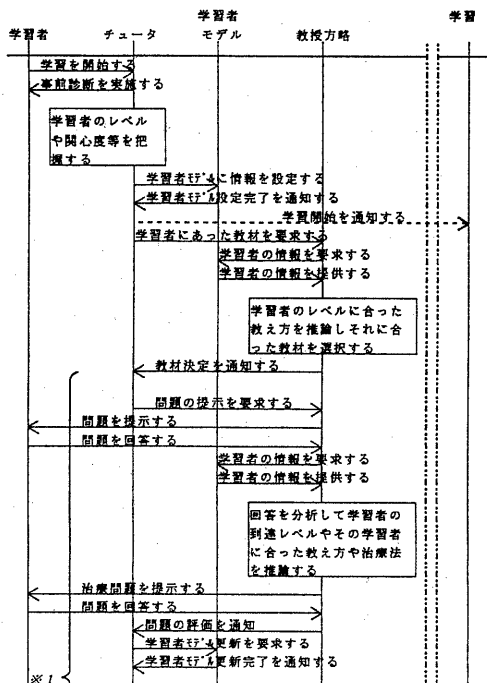 学習者
学習
学習者
チュータ
モデル
教授方略
学習を開始する
事前診断を実施する
学習者のレベル
や関心度等を把
握する
学習者ﾓﾃﾞﾙに情報を設定する
学習者ﾓﾃﾞﾙ設定完了を通知する
学習開始を通知する
学習者にあった教材を要求する
学習者の情報を要求する
学習者の情報を提供する
学習者のレベルに合った
教え方を推論しそれに合
った教材を選択する
教材決定を通知する
問題の提示を要求する
問題を提示する
問題を回答する
学習者の情報を要求する
学習者の情報を提供する
回答を分析して学習者の
到達レベルやその学習者
に合った教え方や治療法
を推論する
治療問題を提示する
問題を回答する
問題の評価を通知
学習者ﾓﾃﾞﾙ更新を要求する
学習者ﾓﾃﾞﾙ更新完了を通知する
※1